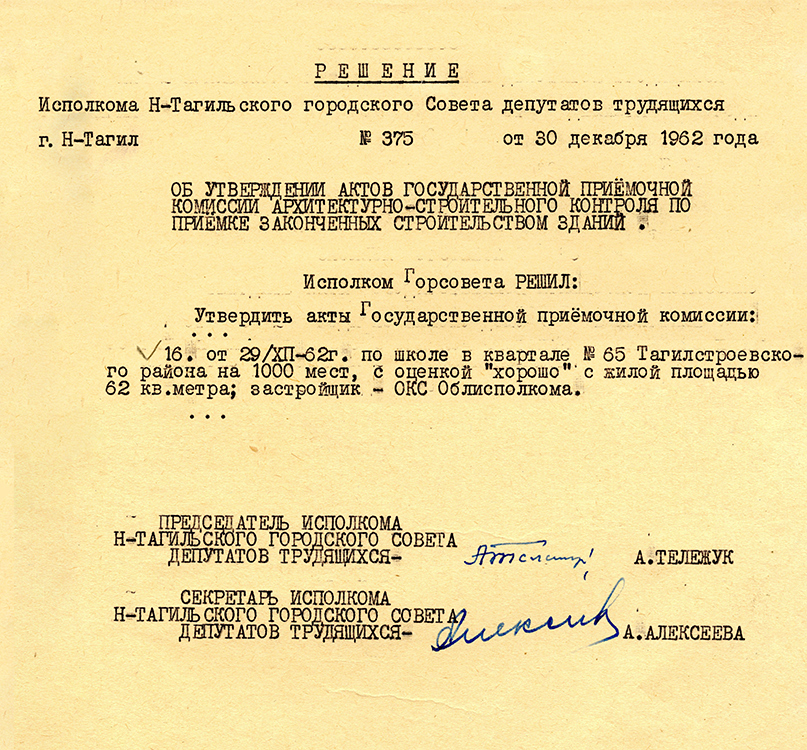 РЕШЕНИЕ
Исполкома Н-Тагильского городского Совета депутатов трудящихся
г. Н-Тагил № 375 от 30 декабря 1962 года
ОБ УТВЕРЖДЕНИИ АКТОВ ГОСУДАРСТВЕННОЙ ПРИЁМОЧНОЙ
КОМИССИИ АРХИТЕКТУРНО-СТРОИТЕЛЬНОГО КОНТРОЛЯ ПО
ПРИЕМКЕ ЗАКОНЧЕННЫХ СТРОИТЕЛЬСТВОМ ЗДАНИЙ .
Исполком Горсовета РЕШИЛ:
Утвердить акты Государственной приёмочной комиссии:
...
16. от 29/ХП-62г. по школе в квартале № 65 Тагилстроевско-
го района на 1000 мест, с оценкой "хорошо" с жилой площадью
62 кв.метра; застройщик - ОКС Облисполкома.
...
ПРЕДСЕДАТЕЛЬ ИСПОЛКОМА
Н-ТАГИЛЬСКОГО ГОРОДСКОГО СОВЕТА
ДЕПУТАТОВ ТРУДЯЩИХСЯ- А.ТЕЛЕЖУК
СЕКРЕТАРЬ ИСПОЛКОМА
Н-ТАГИЛЬСКОГО ГОРОДСКОГО СОВЕТА
ДЕПУТАТОВ ТРУДЯЩИХСЯ- А.АЛЕКСЕЕВА